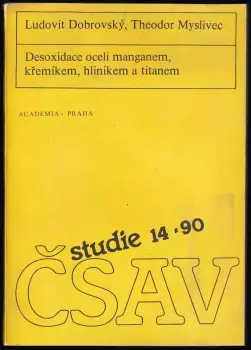 Ludovít Dobrovský, Theodor Myslivec
Desoxidace oceli manganem,
křemíkem, hliníkem a titanem
ACADEMIA · PRAHA
studie 14·90
ČSAV